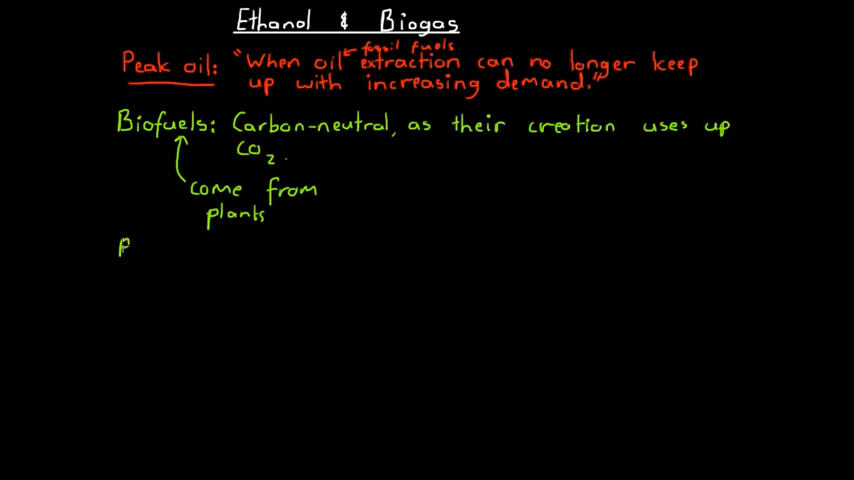 Ethanol & Biogas
fossil fuels
Peak oil: "When oil extraction can no longer keep
up with increasing demand."
Biofuels: Carbon-neutral, as their creation uses up
CO2.
come from
plants